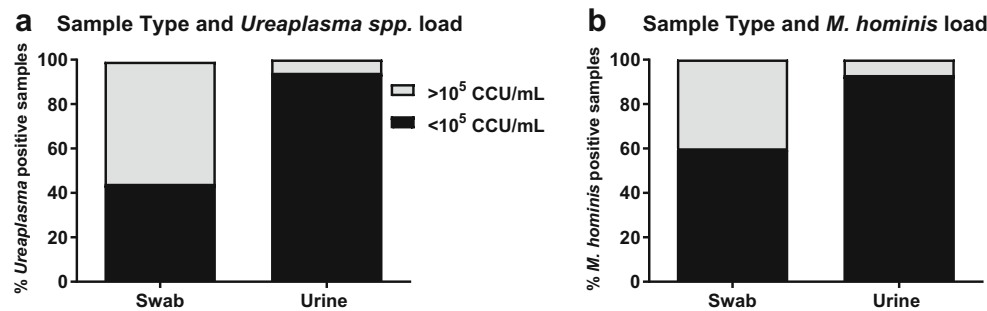 a Sample Type and Ureaplasma spp. load
% Ureaplasma positive samples
100
80
60
40
20
0
Swab Urine
>10⁵ CCU/mL
<10⁵ CCU/mL
b Sample Type and M. hominis load
% M. hominis positive samples
100
80
60
40
20
0
Swab Urine